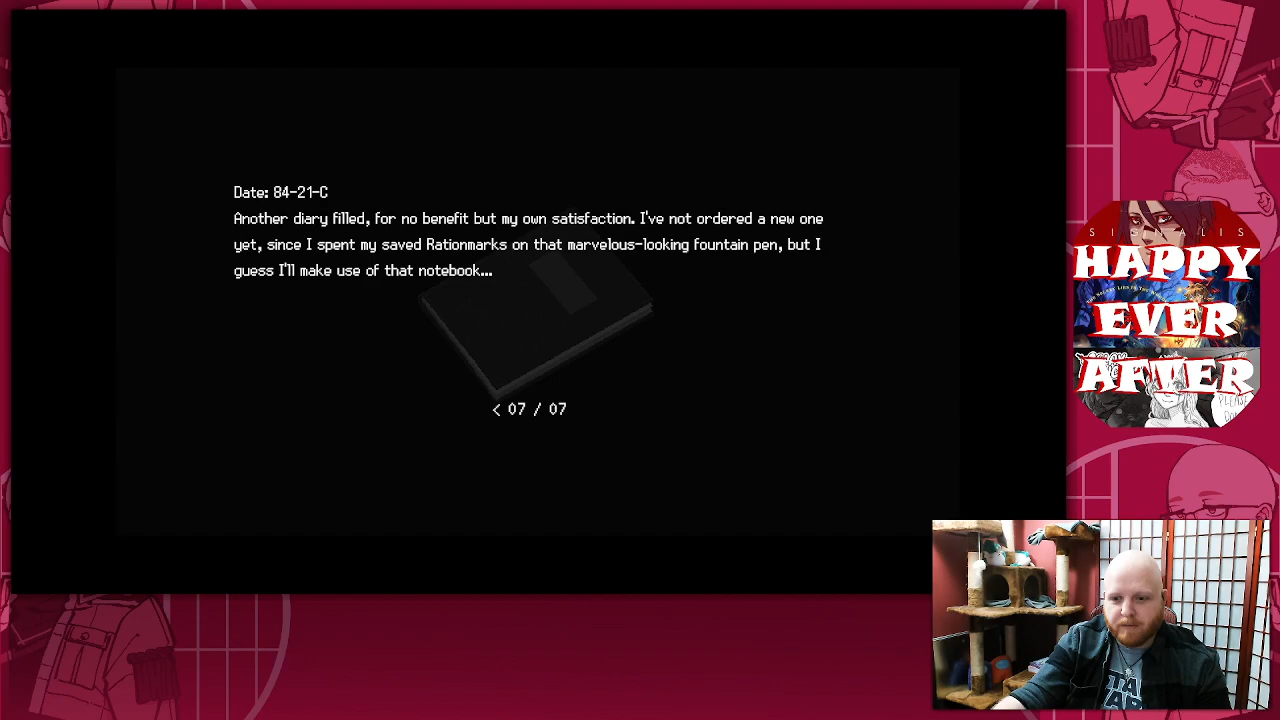 Date: 84-21-C
Another diary filled, for no benefit but my own satisfaction. I've not ordered a new one
yet, since I spent my saved Rationmarks on that marvelous-looking fountain pen, but I
guess I'll make use of that notebook...
< 07 / 07
SIGNALIS
HAPPY
EVER
AFTER
PLEASE